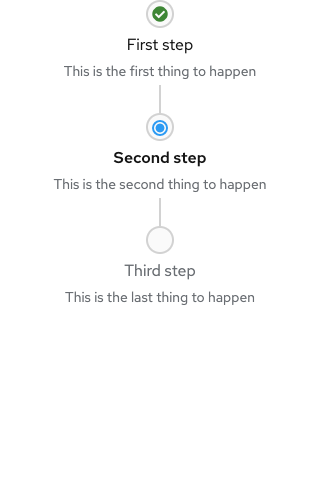 First step
This is the first thing to happen
Second step
This is the second thing to happen
Third step
This is the last thing to happen